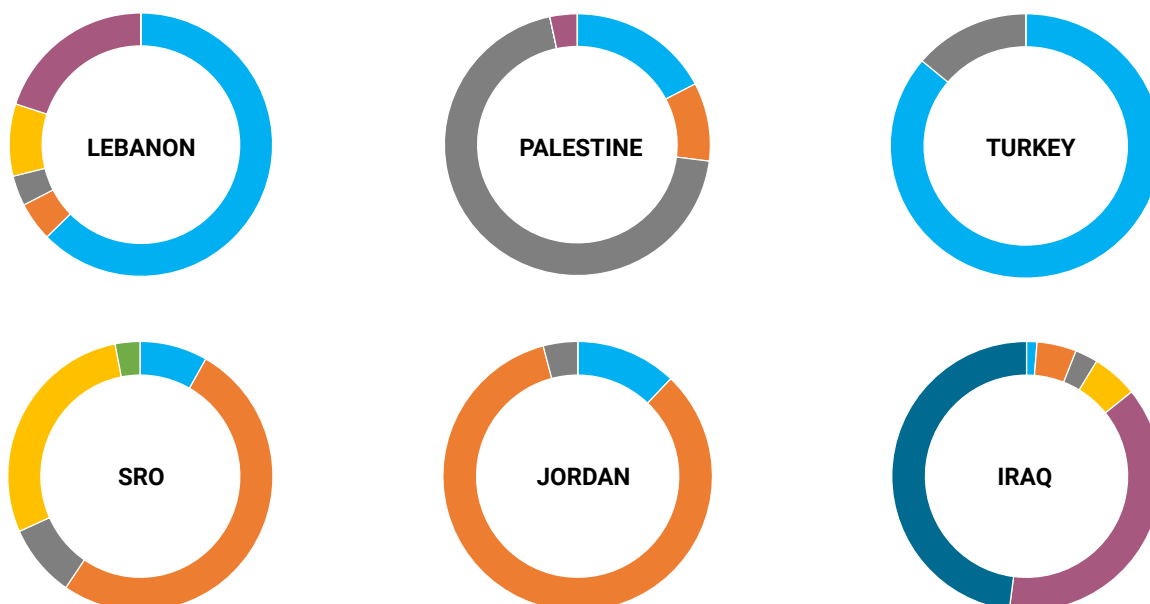 LEBANON
PALESTINE
TURKEY
SRO
JORDAN
IRAQ